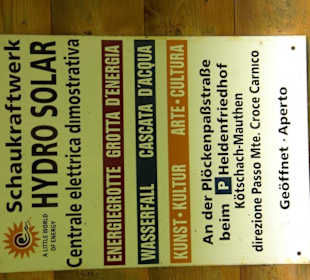 Schaukraftwerk
HYDRO SOLAR
A LITTLE WORLD
OF ENERGY
Centrale elettrica dimostrativa
ENERGIEGROTTE GROTTA D'ENERGIA
WASSERFALL CASCATA D'ACQUA
KUNST·KULTUR ARTE·CULTURA
An der Plöckenpaßstraße
beim P Heldenfriedhof
Kötschach-Mauthen
direzione Passo Mte. Croce Carnico
Geöffnet · Aperto